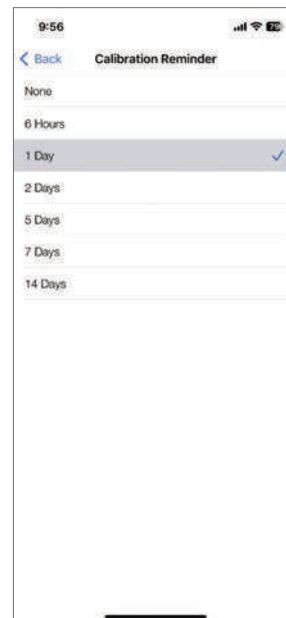 9:56
Back Calibration Reminder
None
6 Hours
1 Day
2 Days
5 Days
7 Days
14 Days